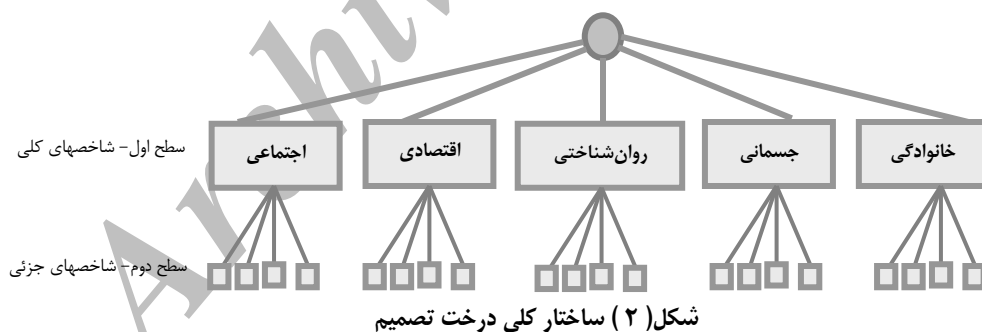 سطح اول- شاخصهای کلی
خانوادگی
جسمانی
روان‌شناختی
اقتصادی
اجتماعی
سطح دوم- شاخصهای جزئی
شکل( ۲ ) ساختار کلی درخت تصمیم
Archiv